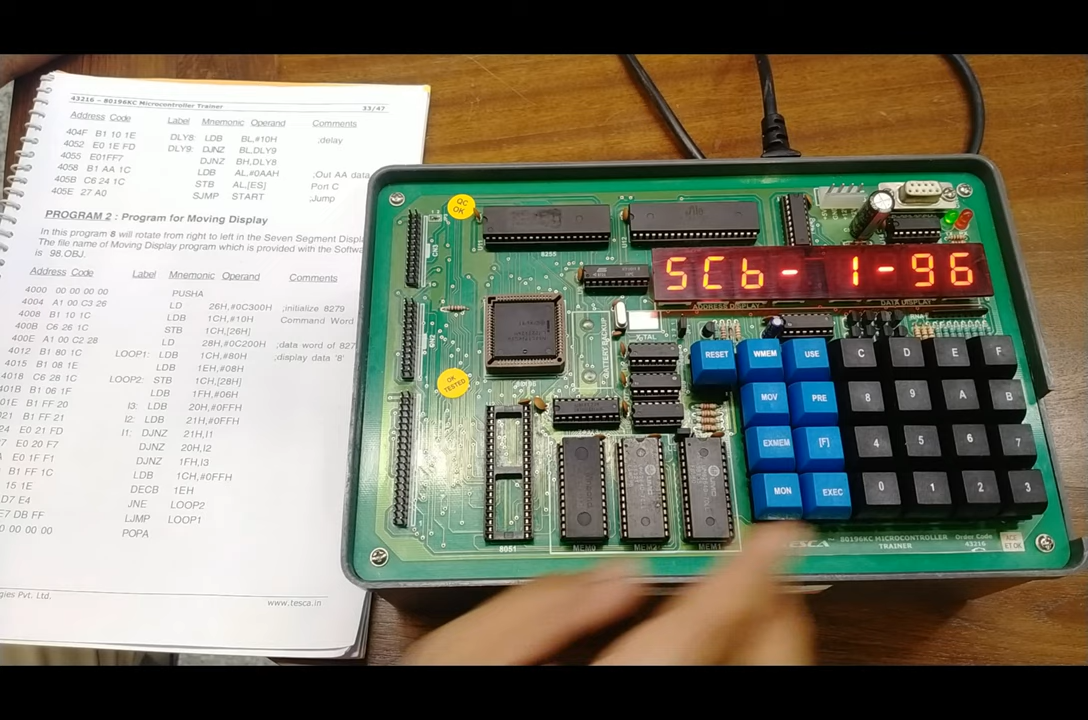 43216 – 80196KC Microcontroller Trainer 33/47
Address Code Label Mnemonic Operand Comments
404F B1 10 1E DLY8: LDB BL,#10H ;delay
4052 E0 1E FD DLY9: DJNZ BL,DLY9
4055 E01FF7 DJNZ BH,DLY8
4058 B1 AA 1C LDB AL,#0AAH ;Out AA data
405B C6 24 1C STB AL,[ES] Port C
405E 27 A0 SJMP START ;Jump
PROGRAM 2 : Program for Moving Display
In this program 8 will rotate from right to left in the Seven Segment
The file name of Moving Display program which is provided with the
is 98.OBJ.
Address Code Label Mnemonic Operand Comments
4000 00 00 00 00 PUSHA
4004 A1 00 C3 26 LD 26H,#0C300H ;initialize 8279
4008 B1 10 1C LDB 1CH,#10H Command Word
400B C6 26 1C STB 1CH,[26H]
400E A1 00 C2 28 LD 28H,#0C200H ;data word of
4012 B1 80 1C LOOP1: LDB 1CH,#80H ;diaplay data '8'
4015 B1 08 1E LDB 1EH,#08H
4018 C6 28 1C LOOP2: STB 1CH,[28H]
401B B1 06 1F LDB 1FH,#06H
01E B1 FF 20 I3: LDB 20H,#0FFH
021 B1 FF 21 I2: LDB 21H,#0FFH
24 E0 21 FD I1: DJNZ 21H,I1
E0 20 F7 DJNZ 20H,I2
E0 1F F1 DJNZ 1FH,I3
B1 FF 1C LDB 1CH,#0FFH
15 1E DECB 1EH
D7 E4 JNE LOOP2
E7 DB FF LJMP LOOP1
00 00 00 POPA
Pvt. Ltd. www.tesca.in
QC
OK
8255
CN3
SCb- 1-96
ADDRESS DISPLAY DATA DISPLAY
CN2
BATTERY BACKUP
XTAL
80196
OK
TESTED
RESET WMEM USE C D E F
MOV PRE 8 9 A B
EXMEM [F] 4 5 6 7
MON EXEC 0 1 2 3
8051 MEM0 MEM2 MEM1
TESCA 80196KC MICROCONTROLLER
TRAINER
Order Code
43216